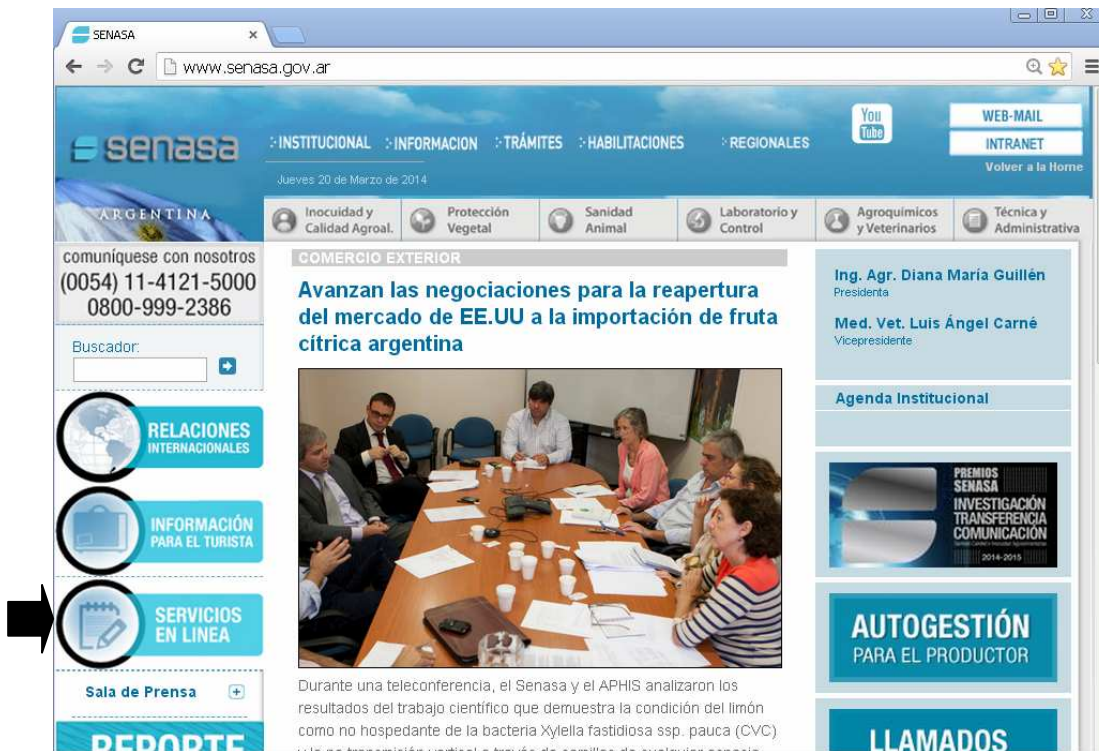 SENASA
www.senasa.gov.ar
senasa
ARGENTINA
INSTITUCIONAL
INFORMACION
TRÁMITES
HABILITACIONES
REGIONALES
Jueves 20 de Marzo de 2014
You
Tube
WEB-MAIL
INTRANET
Volver a la Home
Inocuidad y
Calidad Agroal.
Protección
Vegetal
Sanidad
Animal
Laboratorio y
Control
Agroquímicos
y Veterinarios
Técnica y
Administrativa
comuníquese con nosotros
(0054) 11-4121-5000
0800-999-2386
Buscador:
RELACIONES
INTERNACIONALES
INFORMACIÓN
PARA EL TURISTA
SERVICIOS
EN LINEA
Sala de Prensa
REPORTE
COMERCIO EXTERIOR
Avanzan las negociaciones para la reapertura
del mercado de EE.UU a la importación de fruta
cítrica argentina
Durante una teleconferencia, el Senasa y el APHIS analizaron los
resultados del trabajo científico que demuestra la condición del limón
como no hospedante de la bacteria Xylella fastidiosa ssp. pauca (CVC)
Ing. Agr. Diana María Guillén
Presidenta
Med. Vet. Luis Ángel Carné
Vicepresidente
Agenda Institucional
PREMIOS
SENASA
INVESTIGACIÓN
TRANSFERENCIA
COMUNICACIÓN
2014-2015
AUTOGESTIÓN
PARA EL PRODUCTOR
LLAMADOS